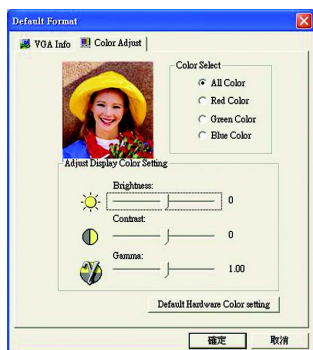 Default Format
VGA Info
Color Adjust
Color Select
All Color
Red Color
Green Color
Blue Color
Adjust Display Color Setting
Brightness:
0
Contrast:
0
Gamma:
1.00
Default Hardware Color setting
確定
取消